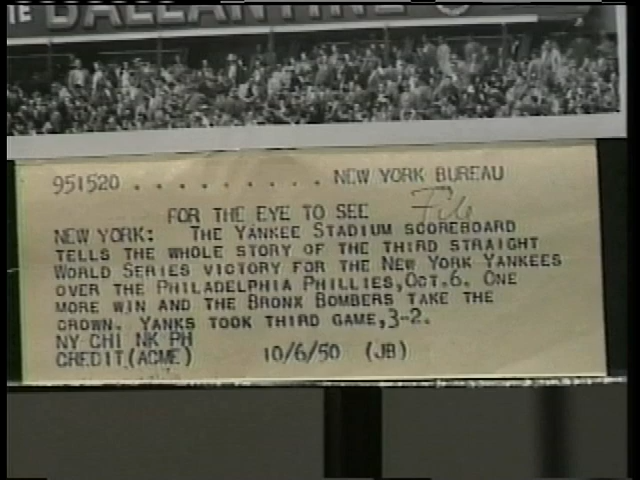 THE BALLANTINE
951520 . . . . . . . . . NEW YORK BUREAU
FOR THE EYE TO SEE File
NEW YORK: THE YANKEE STADIUM SCOREBOARD
TELLS THE WHOLE STORY OF THE THIRD STRAIGHT
WORLD SERIES VICTORY FOR THE NEW YORK YANKEES
OVER THE PHILADELPHIA PHILLIES,OCT.6. ONE
MORE WIN AND THE BRONX BOMBERS TAKE THE
CROWN. YANKS TOOK THIRD GAME,3-2.
NY CHI NK PH
CREDIT(ACME) 10/6/50 (JB)